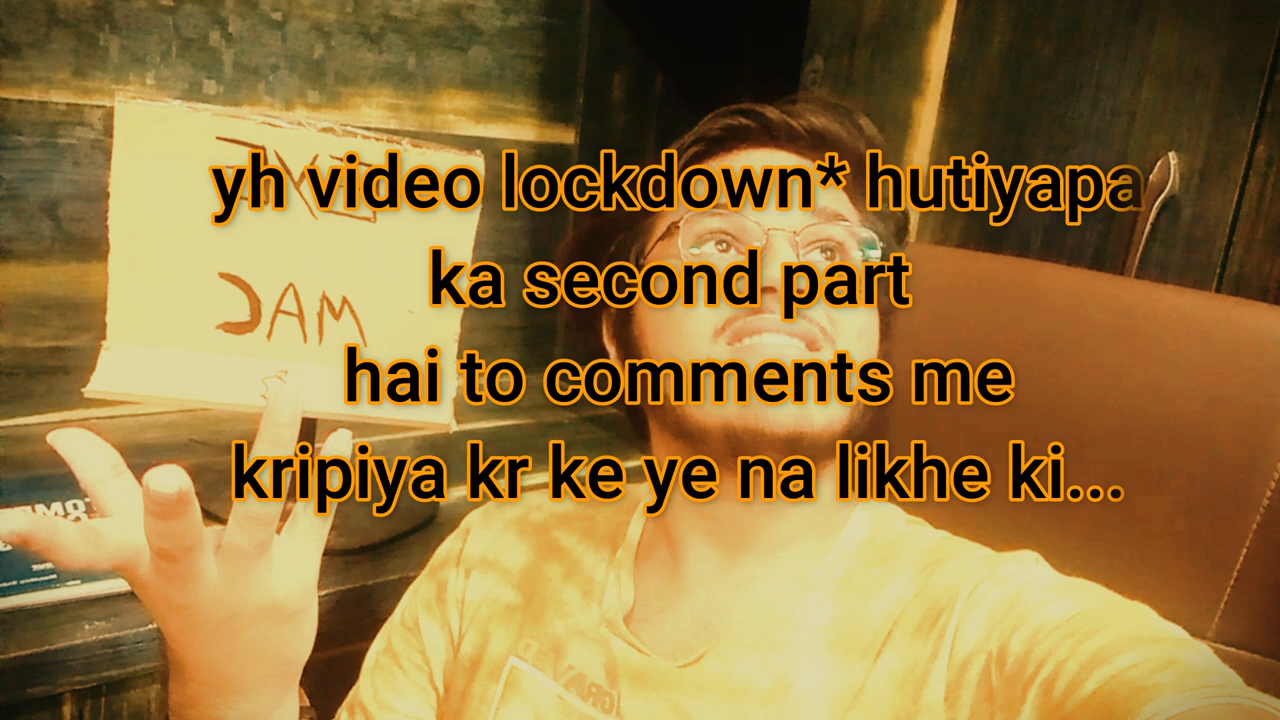 yh video lockdown* hutiyapa
ka second part
hai to comments me
kripiya kr ke ye na likhe ki...
JAM